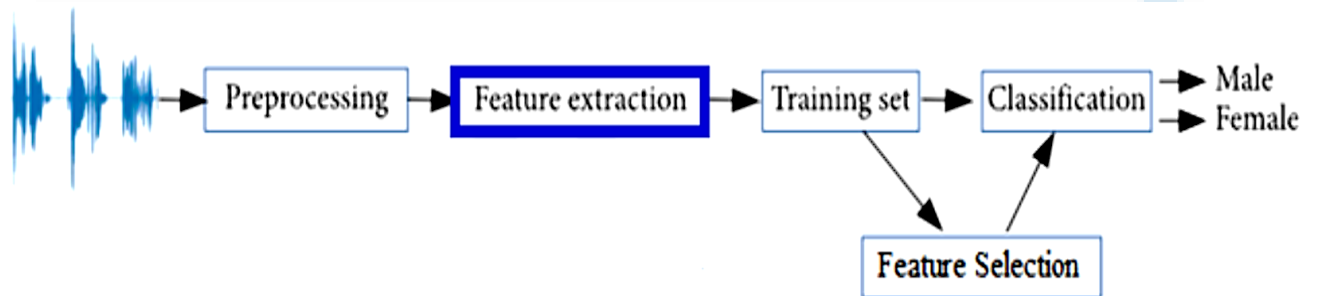 Preprocessing
Feature extraction
Training set
Classification
Male
Female
Feature Selection